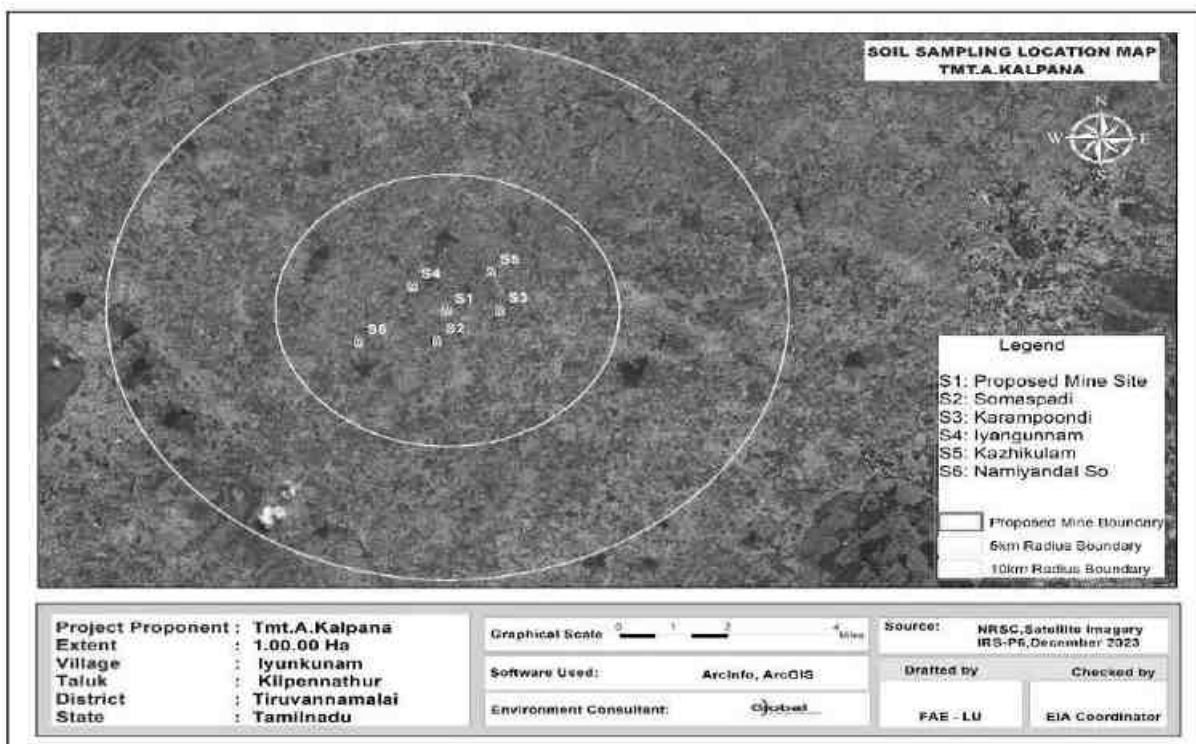 SOIL SAMPLING LOCATION MAP
TMT.A.KALPANA
N
W E
S
S5
S4
S1
S3
S2
S6
Legend
S1: Proposed Mine Site
S2: Somaspadi
S3: Karampoondi
S4: Iyangunnam
S5: Kazhikulam
S6: Namiyandal So
Proposed Mine Boundary
5km Radius Boundary
10km Radius Boundary
Project Proponent : Tmt.A.Kalpana
Extent : 1.00.00 Ha
Village : Iyunkunam
Taluk : Kilpennathur
District : Tiruvannamalai
State : Tamilnadu
Graphical Scale 0 1 2 4 Miles
Software Used: ArcInfo, ArcGIS
Environment Consultant: Global
Source: NRSC,Satellite Imagery
IRS-P6,December 2023
Drafted by Checked by
FAE - LU EIA Coordinator